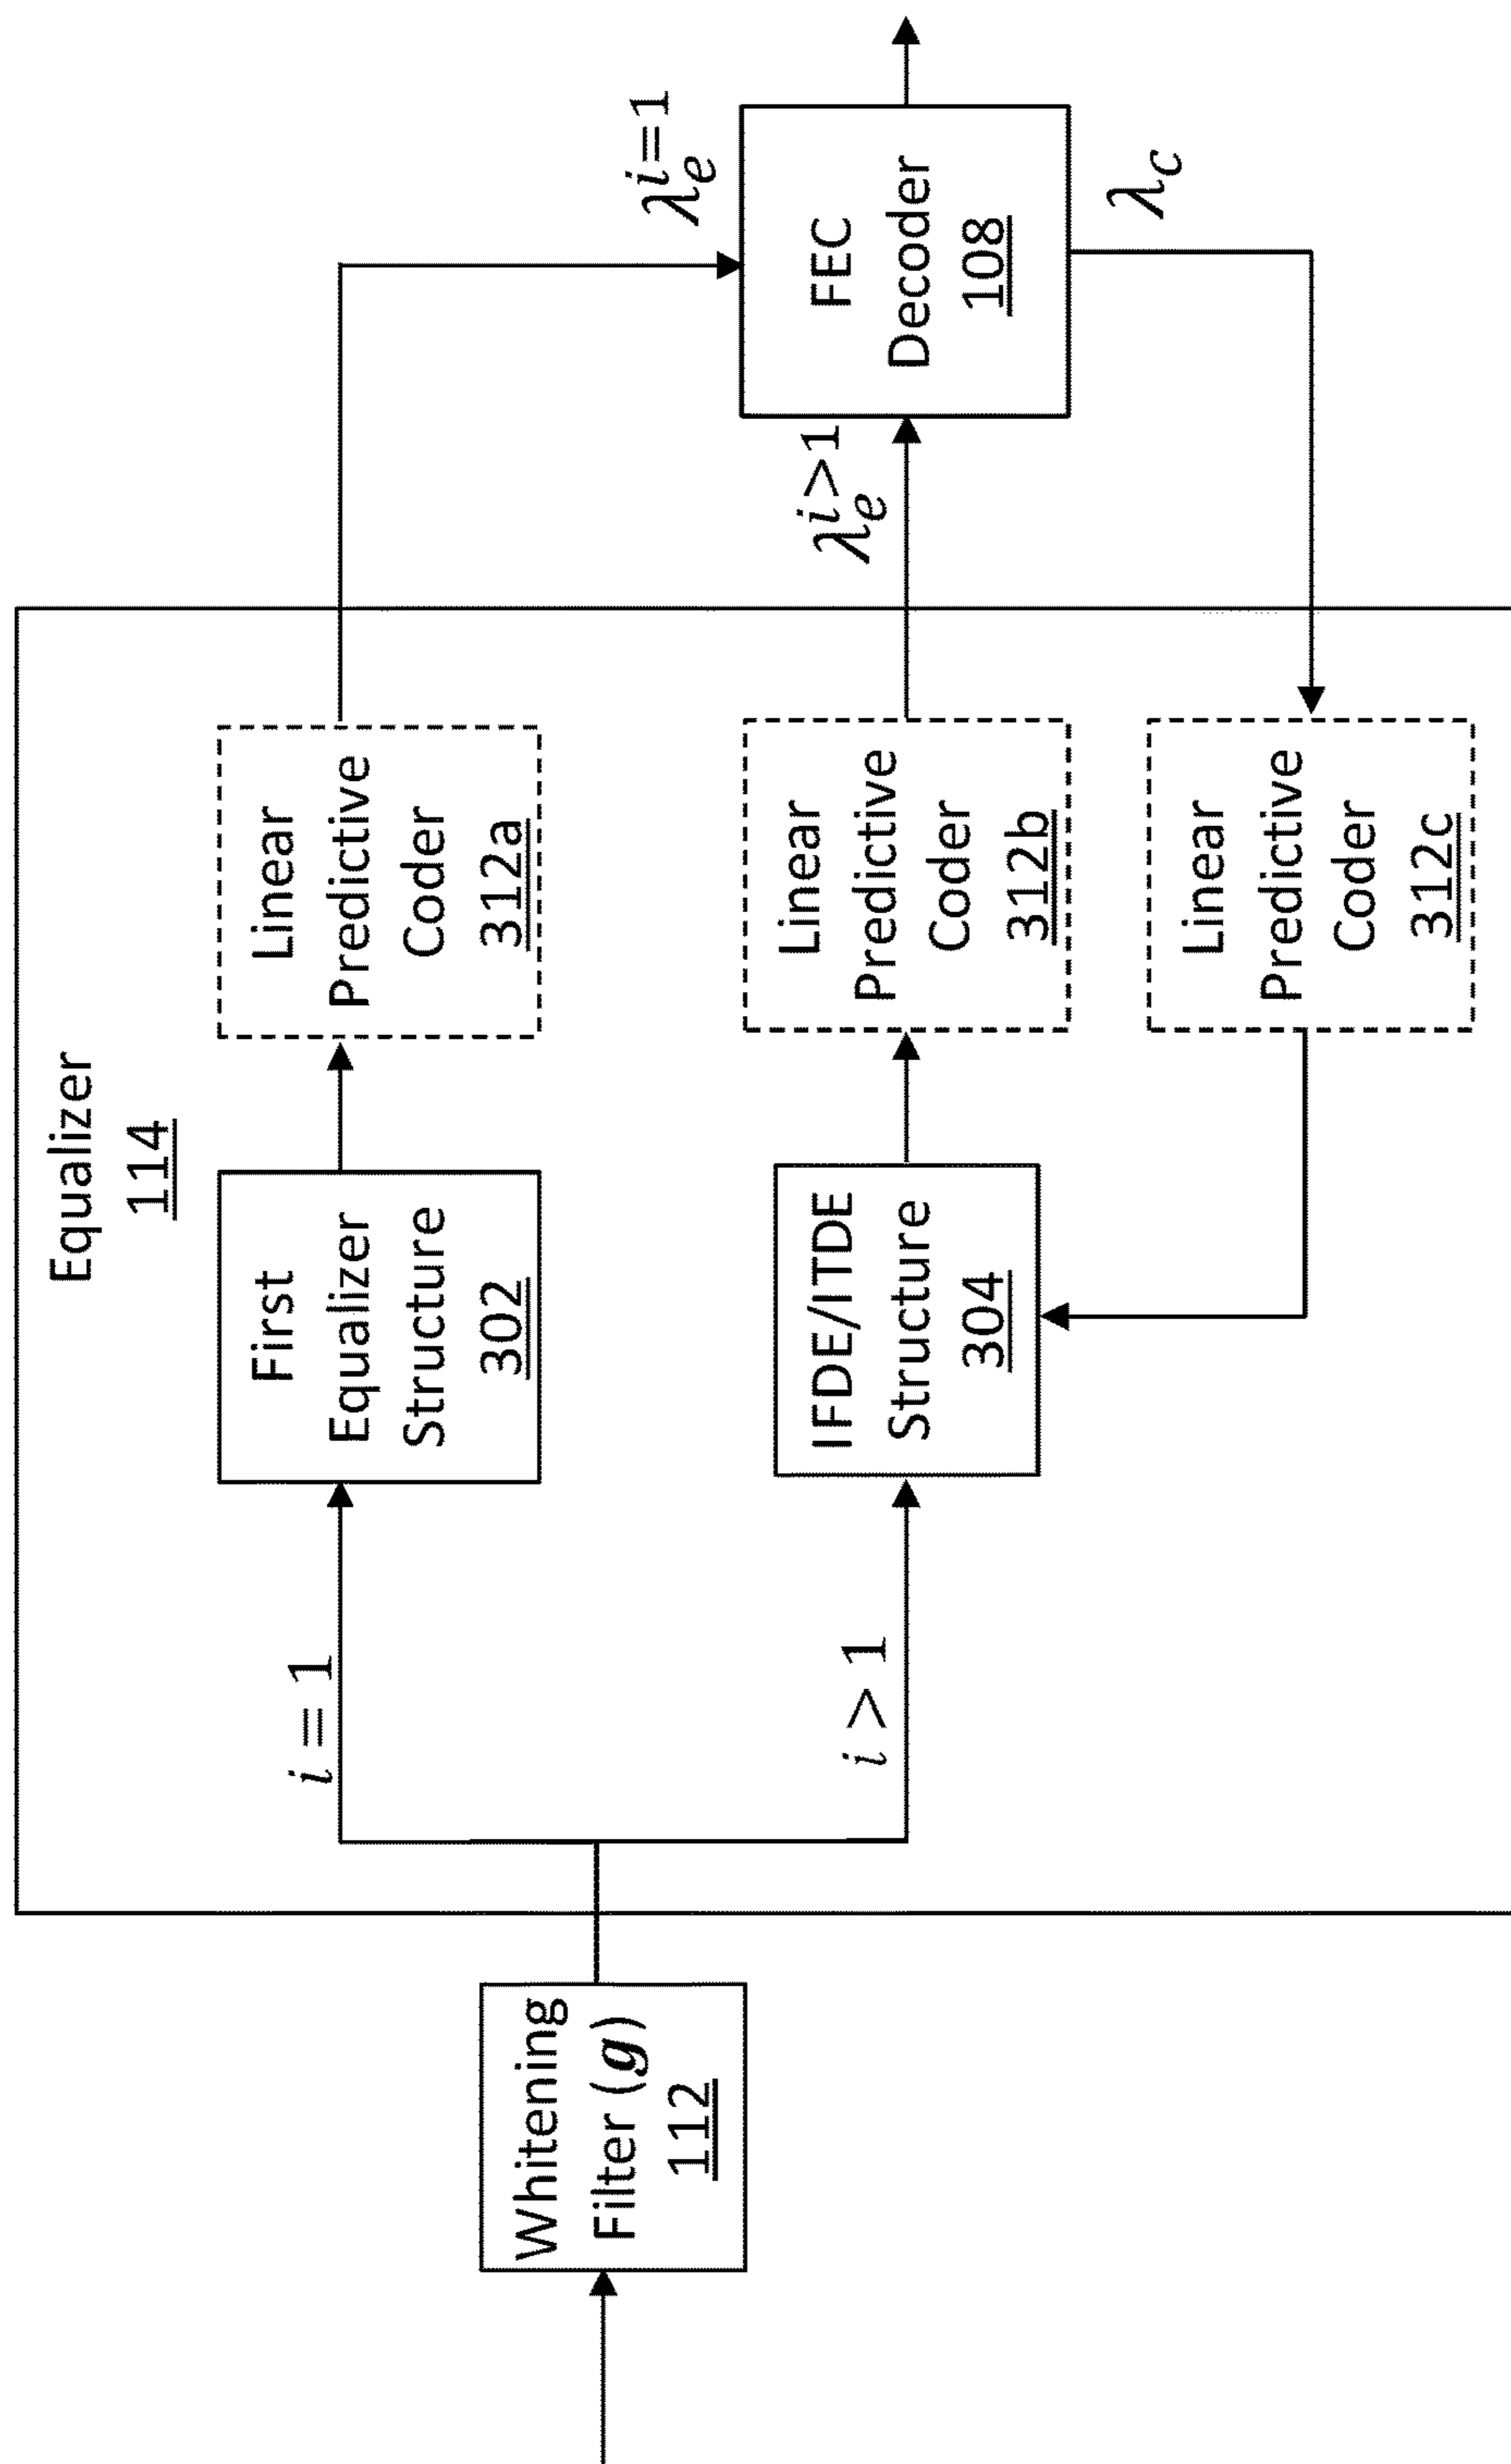 Equalizer
114
Whitening
Filter (g)
112
i = 1
i > 1
First
Equalizer
Structure
302
Linear
Predictive
Coder
312a
IFDE/ITDE
Structure
304
Linear
Predictive
Coder
312b
Linear
Predictive
Coder
312c
λ_e^{i=1}
λ_e^{i>1}
FEC
Decoder
108
λ_c